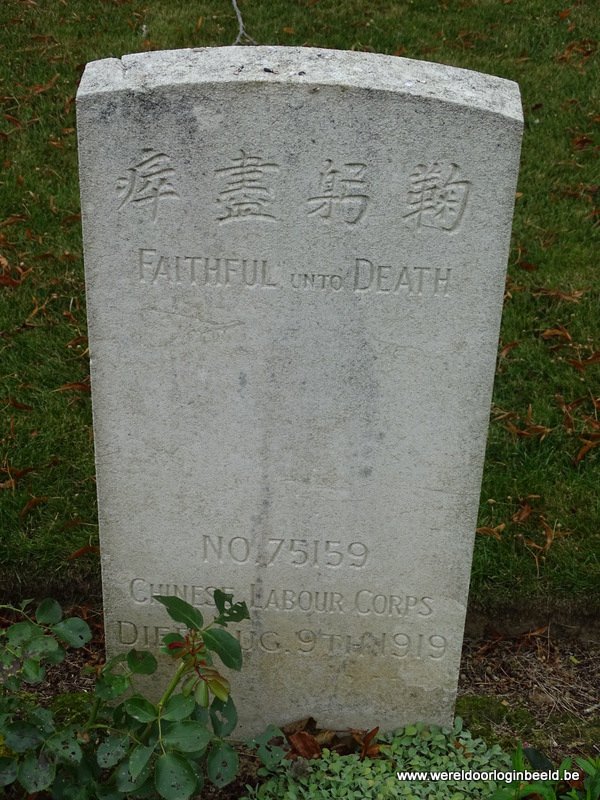 瘁盡躬鞠
FAITHFUL UNTO DEATH
NO. 75159
CHINESE LABOUR CORPS
DIED AUG. 9TH 1919
www.wereldoorloginbeeld.be